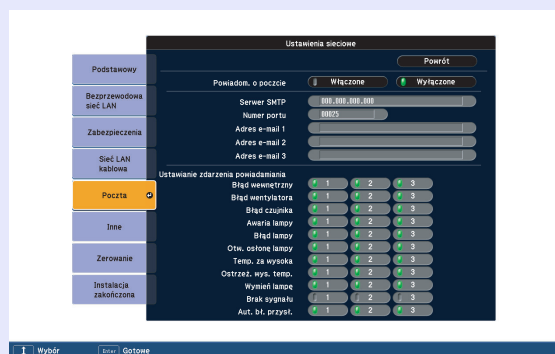 Ustawienia sieciowe
Powrót
Podstawowy
Bezprzewodowa
sieć LAN
Zabezpieczenia
Sieć LAN
kablowa
Poczta
Inne
Zerowanie
Instalacja
zakończona
Powiadom. o poczcie Włączone Wyłączone
Serwer SMTP 000.000.000.000
Numer portu 00025
Adres e-mail 1
Adres e-mail 2
Adres e-mail 3
Ustawianie zdarzenia powiadamiania
Błąd wewnętrzny 1 2 3
Błąd wentylatora 1 2 3
Błąd czujnika 1 2 3
Awaria lampy 1 2 3
Błąd lampy 1 2 3
Otw. osłonę lampy 1 2 3
Temp. za wysoka 1 2 3
Ostrzeż. wys. temp. 1 2 3
Wymień lampę 1 2 3
Brak sygnału 1 2 3
Aut. bł. przysł. 1 2 3
Wybór Enter Gotowe